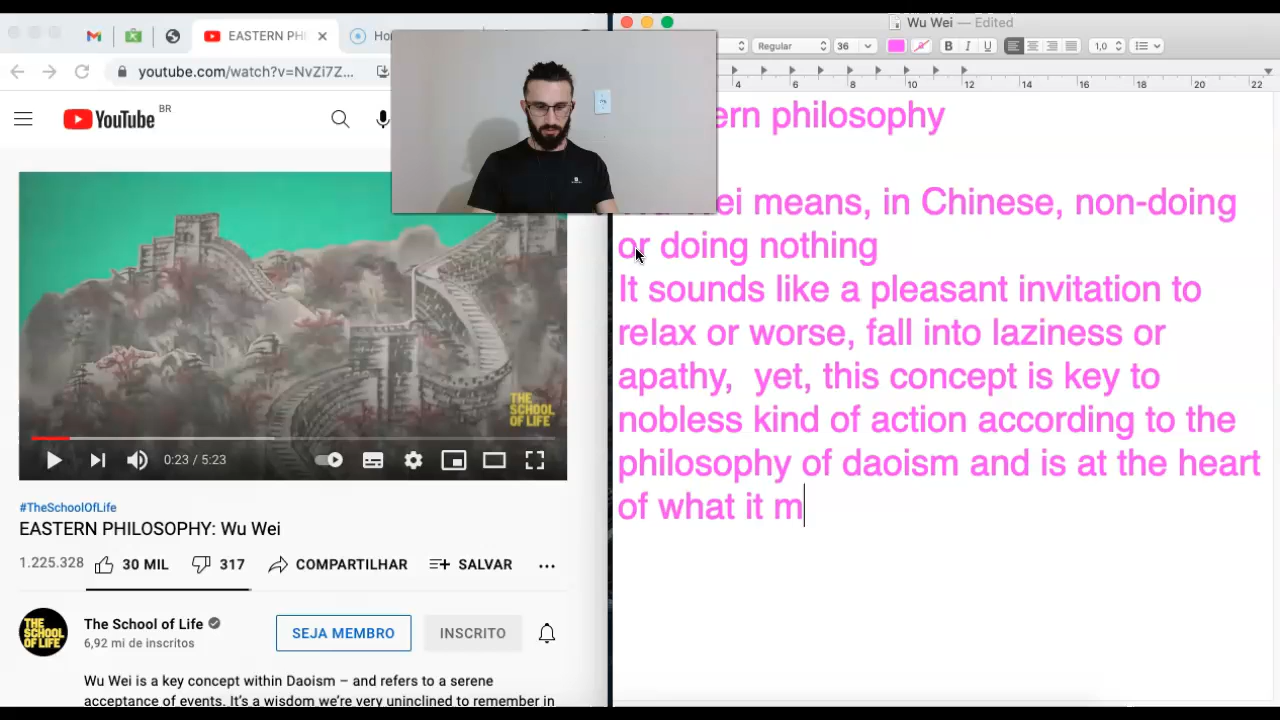 Wu Wei — Edited
EASTERN PHI
youtube.com/watch?v=NvZi7Z...
Regular
36
B I U
1,0
4 6 8 10 12 14 16 18 20 22
YouTube
BR
ern philosophy
ei means, in Chinese, non-doing
or doing nothing
It sounds like a pleasant invitation to
relax or worse, fall into laziness or
apathy, yet, this concept is key to
nobless kind of action according to the
philosophy of daoism and is at the heart
of what it m
THE
SCHOOL
OF LIFE
0:23 / 5:23
#TheSchoolOfLife
EASTERN PHILOSOPHY: Wu Wei
1.225.328
30 MIL
317
COMPARTILHAR
SALVAR
THE
SCHOOL
OF LIFE
The School of Life
6,92 mi de inscritos
SEJA MEMBRO
INSCRITO
Wu Wei is a key concept within Daoism – and refers to a serene
acceptance of events. It's a wisdom we're very uninclined to remember in